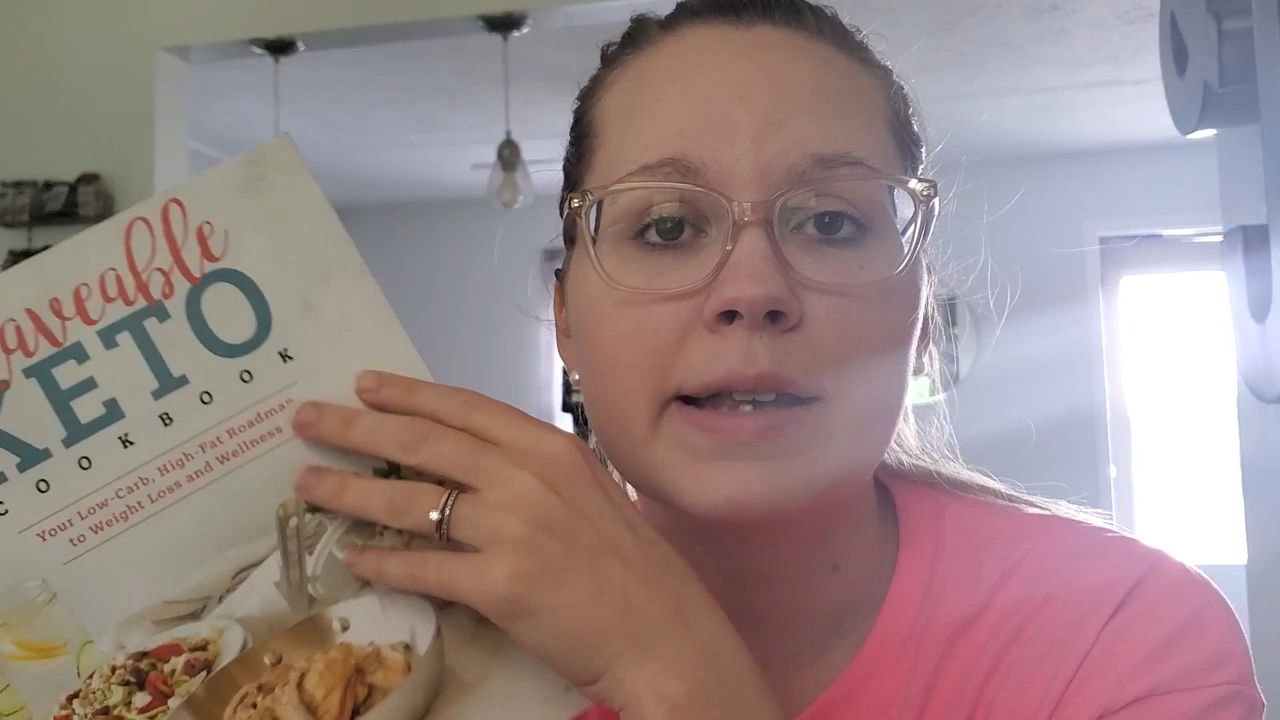 aveable
KETO
COOKBOOK
Your Low-Carb, High-Fat Roadmap
to Weight Loss and Wellness